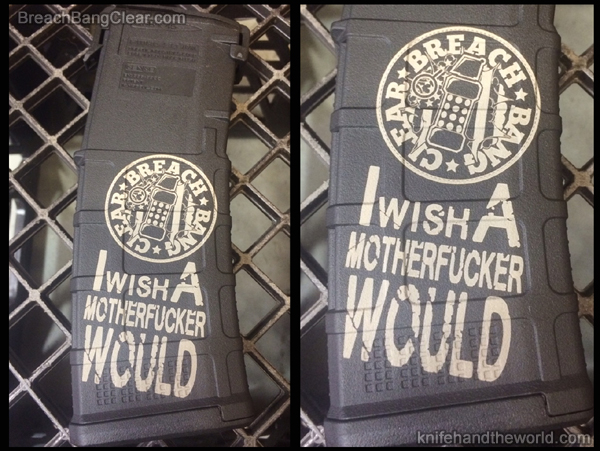 BreachBangClear.com
BREACH BANG CLEAR
I WISH A
MOTHERFUCKER
WOULD
BREACH BANG CLEAR
I WISH A
MOTHERFUCKER
WOULD
knifehandtheworld.com